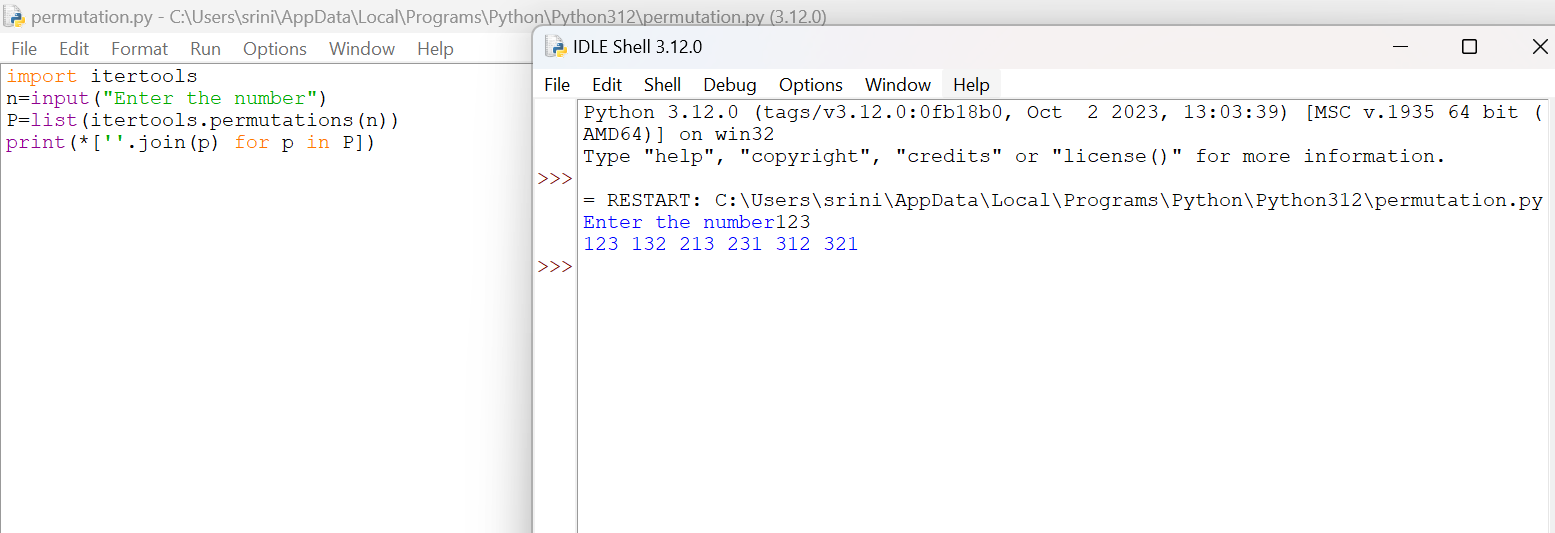 permutation.py - C:\Users\srini\AppData\Local\Programs\Python\Python312\permutation.py (3.12.0)
File Edit Format Run Options Window Help
import itertools
n=input("Enter the number")
P=list(itertools.permutations(n))
print(*[''.join(p) for p in P])
IDLE Shell 3.12.0
File Edit Shell Debug Options Window Help
Python 3.12.0 (tags/v3.12.0:0fb18b0, Oct  2 2023, 13:03:39) [MSC v.1935 64 bit (
AMD64)] on win32
Type "help", "copyright", "credits" or "license()" for more information.
>>>
= RESTART: C:\Users\srini\AppData\Local\Programs\Python\Python312\permutation.py
Enter the number123
123 132 213 231 312 321
>>>